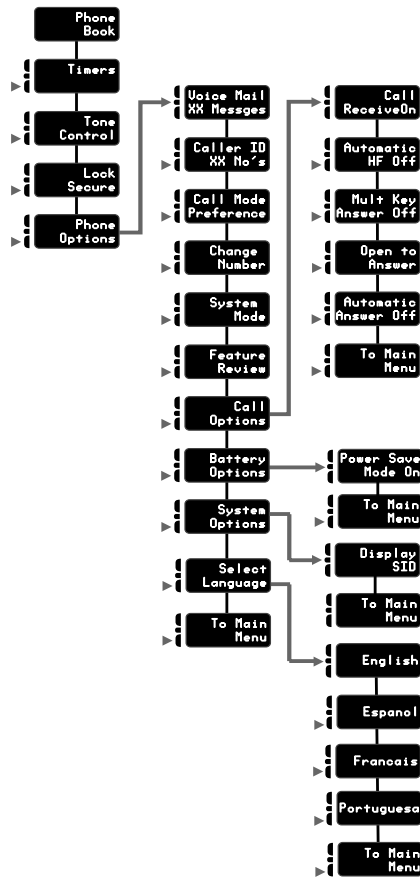 Phone
Book
Timers
Tone
Control
Lock
Secure
Phone
Options
Voice Mail
XX Messges
Caller ID
XX No's
Call Mode
Preference
Change
Number
System
Mode
Feature
Review
Call
Options
Battery
Options
System
Options
Select
Language
To Main
Menu
Call
ReceiveOn
Automatic
HF Off
Mult Key
Answer Off
Open to
Answer
Automatic
Answer Off
To Main
Menu
Power Save
Mode On
To Main
Menu
Display
SID
To Main
Menu
English
Espanol
Francais
Portuguesa
To Main
Menu